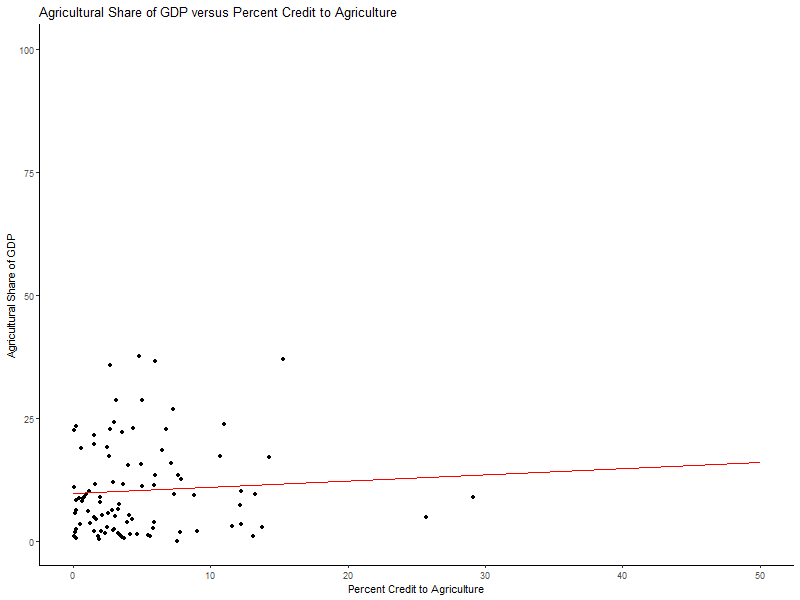 Agricultural Share of GDP versus Percent Credit to Agriculture
100
75
50
25
0
Agricultural Share of GDP
0 10 20 30 40 50
Percent Credit to Agriculture